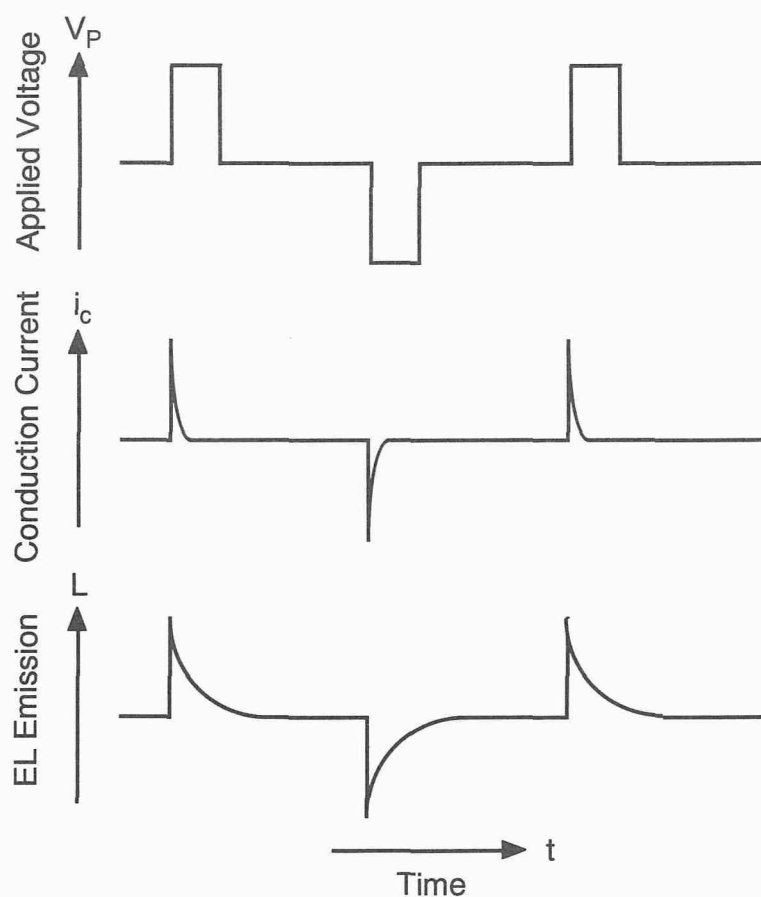 V_P
Applied Voltage
i_c
Conduction Current
L
EL Emission
t
Time